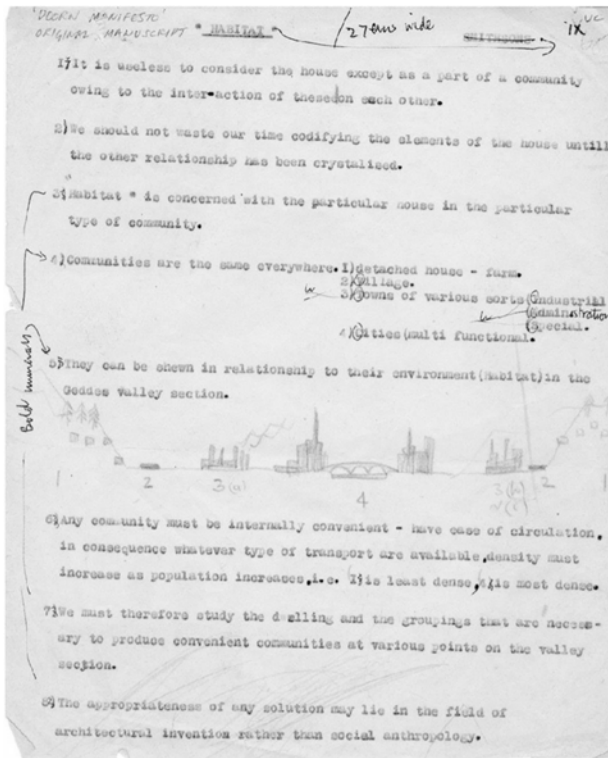 'DOORN MANIFESTO'
ORIGINAL MANUSCRIPT " HABITAT " 27 ems wide SMITHSONS IX
1) It is useless to consider the house except as a part of a community
owing to the inter-action of these on each other.
2) We should not waste our time codifying the elements of the house untill
the other relationship has been crystalised.
3) "Habitat " is concerned with the particular house in the particular
type of community.
4) Communities are the same everywhere. 1) detached house - farm.
2) Village.
3) Towns of various sorts (Industrial
(Administration
(Special.
4) Cities (multi functional.
Bold numerals
5) They can be shewn in relationship to their environment (Habitat) in the
Geddes valley section.
1 2 3(a) 4 3(b) 2 1
(c)
6) Any community must be internally convenient - have ease of circulation,
in consequence whatever type of transport are available, density must
increase as population increases, i.e. (1) is least dense, (4) is most dense.
7) We must therefore study the dwelling and the groupings that are necess-
ary to produce convenient communities at various points on the valley
section.
8) The appropriateness of any solution may lie in the field of
architectural invention rather than social anthropology.